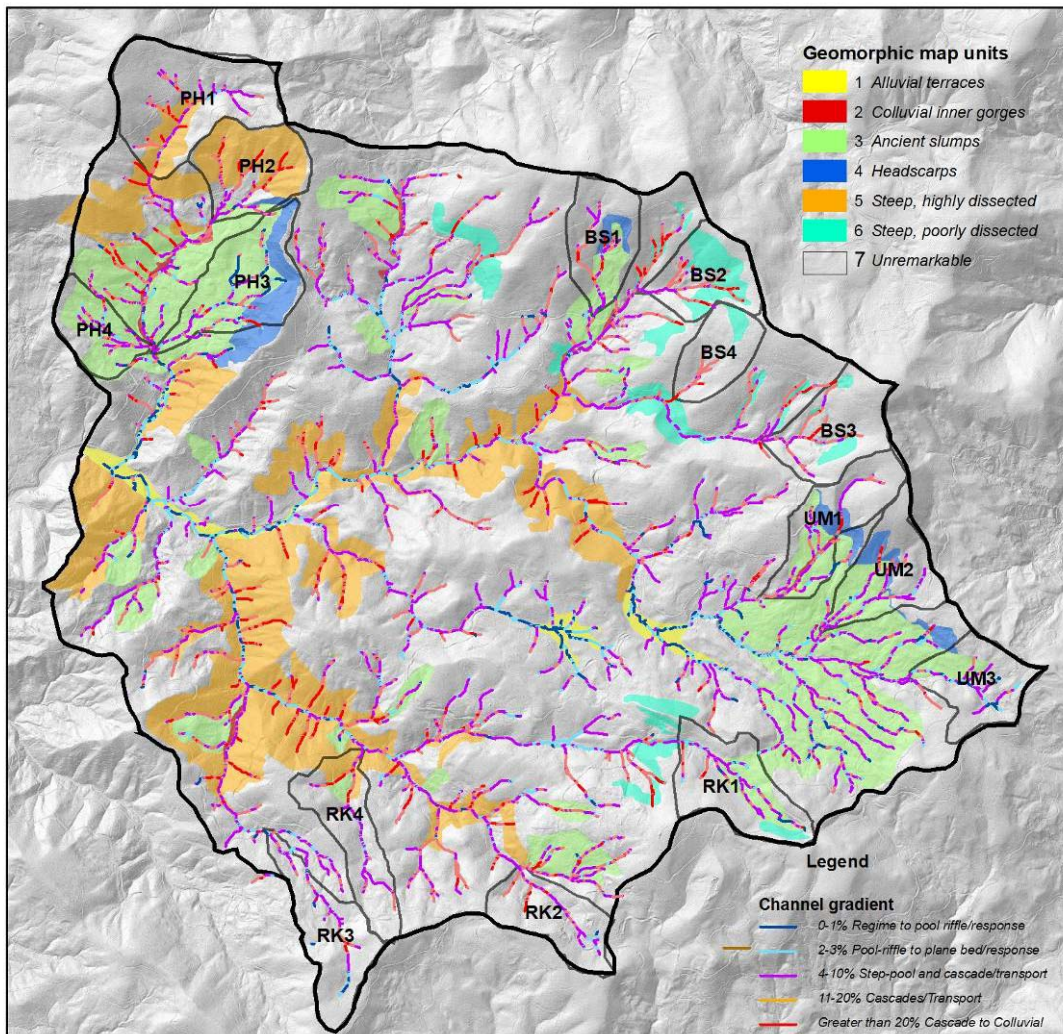 Geomorphic map units
1 Alluvial terraces
2 Colluvial inner gorges
3 Ancient slumps
4 Headscarps
5 Steep, highly dissected
6 Steep, poorly dissected
7 Unremarkable
PH1
PH2
PH3
PH4
BS1
BS2
BS4
BS3
UM1
UM2
UM3
RK1
RK4
RK2
RK3
Legend
Channel gradient
0-1% Regime to pool riffle/response
2-3% Pool-riffle to plane bed/response
4-10% Step-pool and cascade/transport
11-20% Cascades/Transport
Greater than 20% Cascade to Colluvial